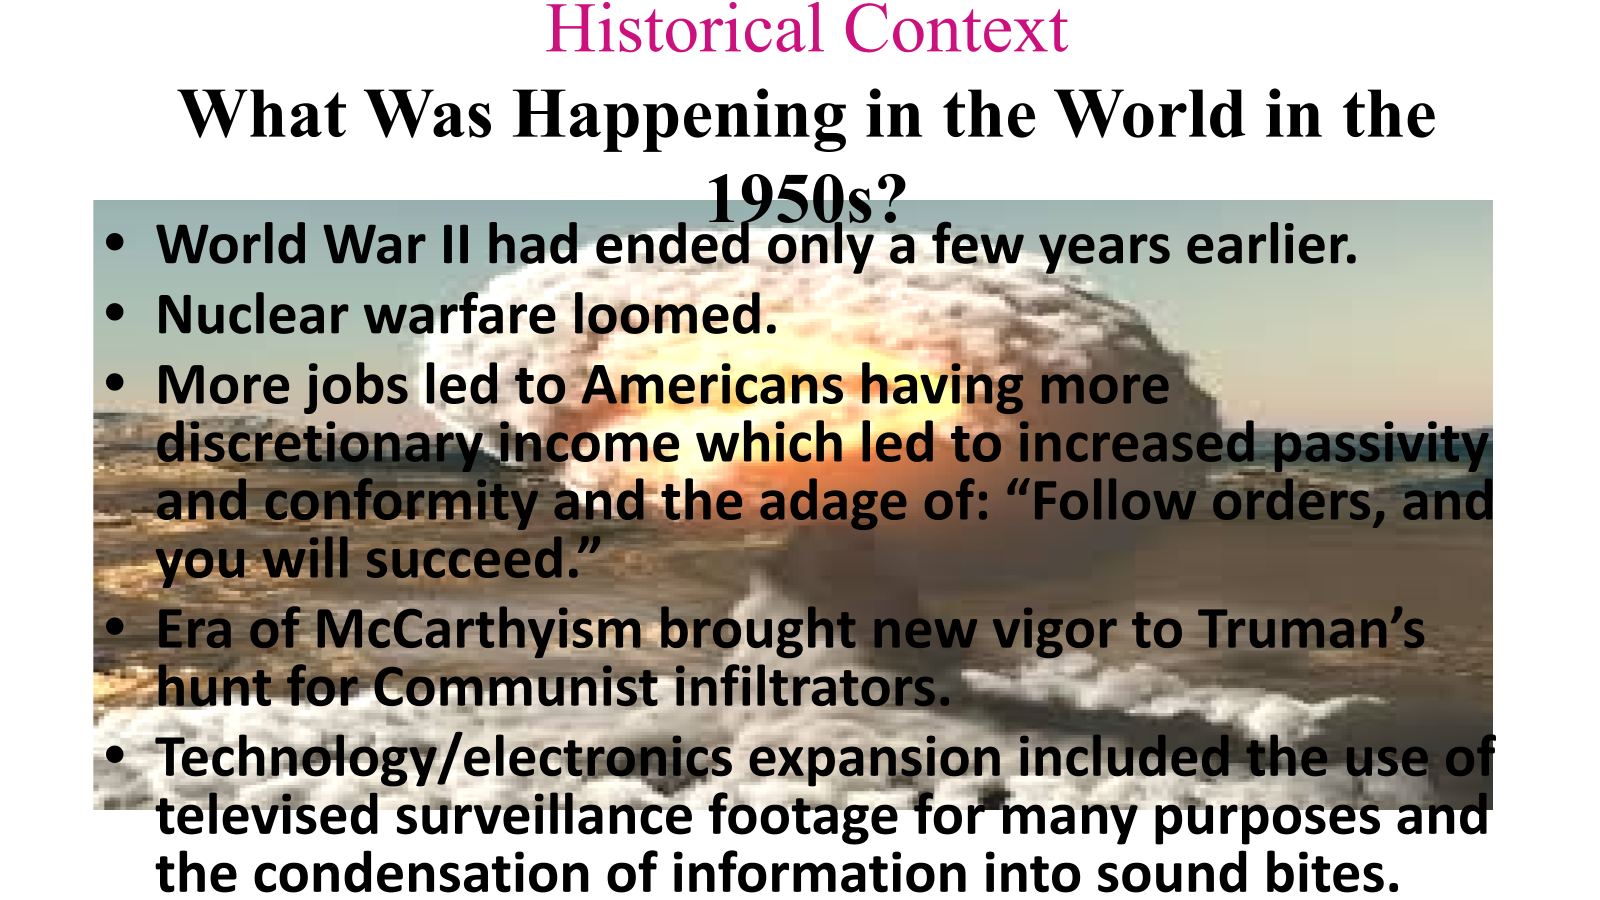 Historical Context
What Was Happening in the World in the
1950s?
• World War II had ended only a few years earlier.
• Nuclear warfare loomed.
• More jobs led to Americans having more
discretionary income which led to increased passivity
and conformity and the adage of: “Follow orders, and
you will succeed.”
• Era of McCarthyism brought new vigor to Truman’s
hunt for Communist infiltrators.
• Technology/electronics expansion included the use of
televised surveillance footage for many purposes and
the condensation of information into sound bites.